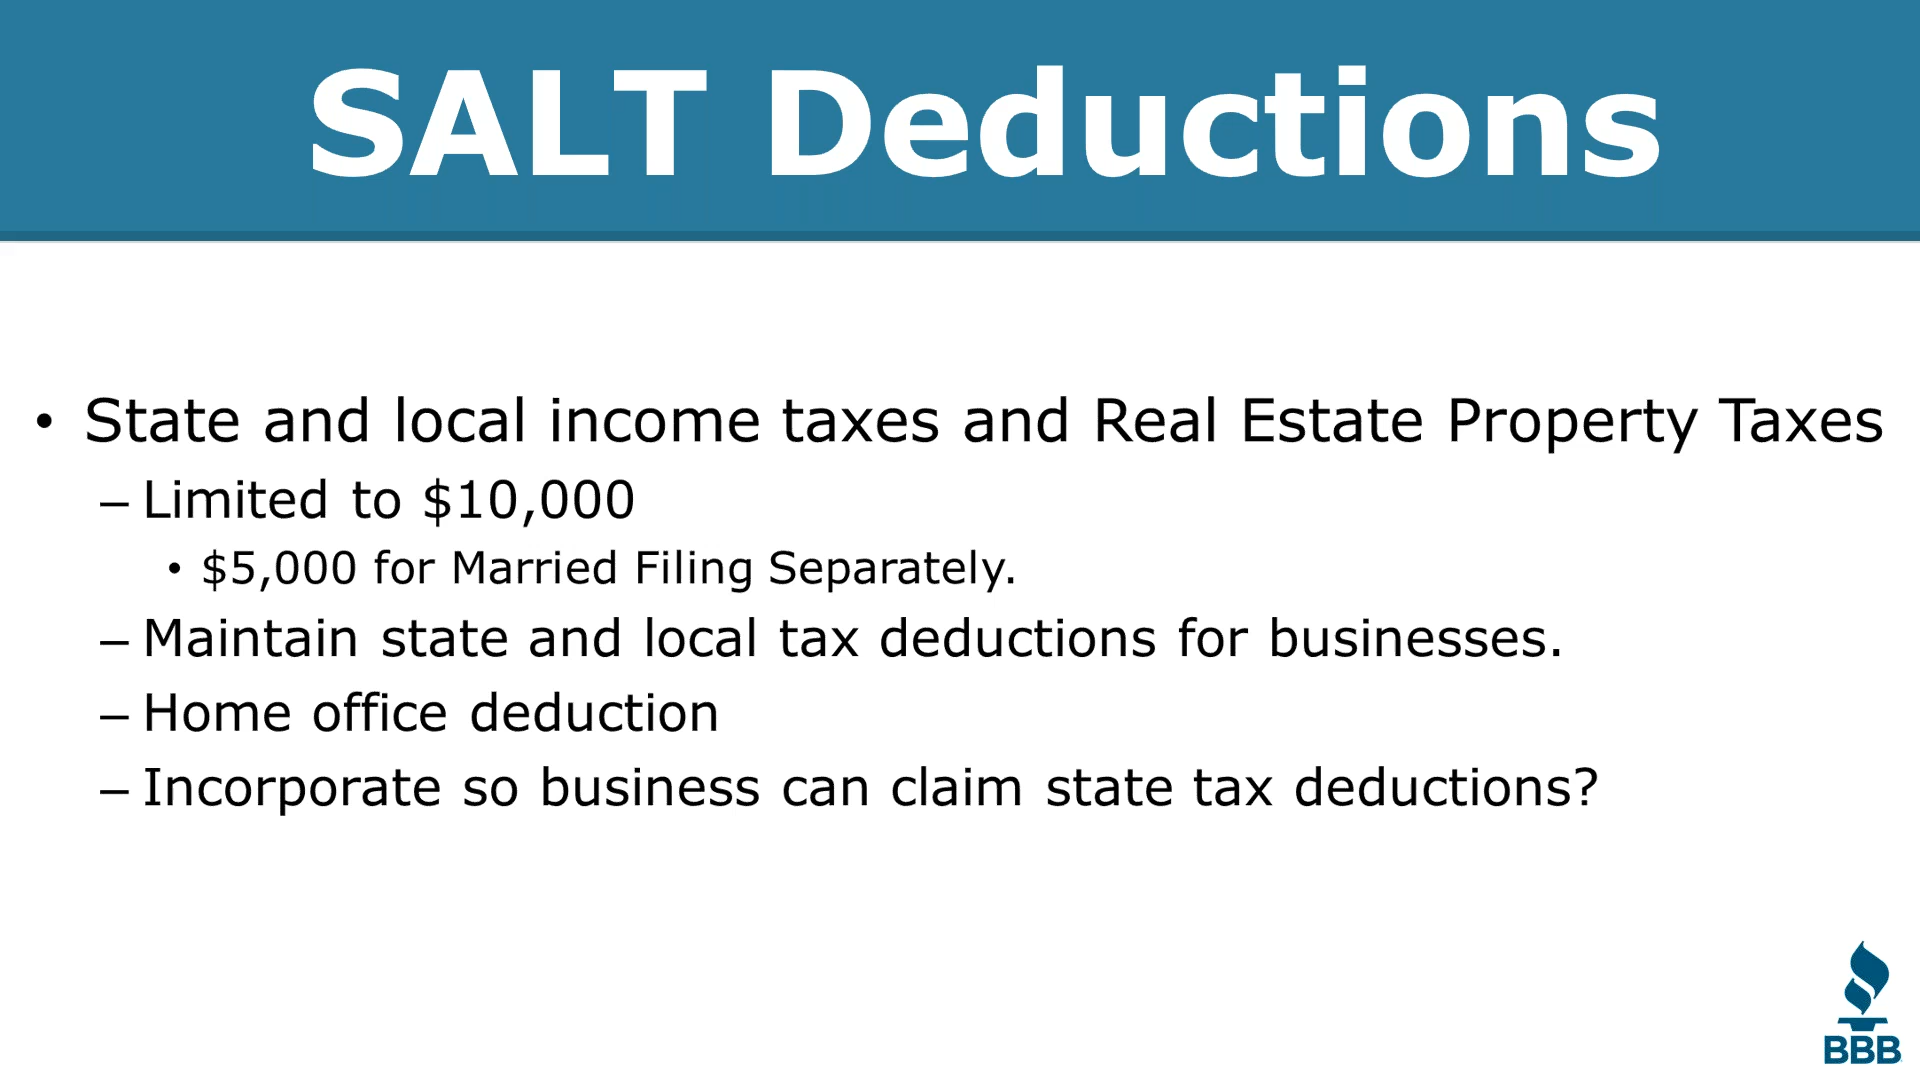 SALT Deductions
• State and local income taxes and Real Estate Property Taxes
– Limited to $10,000
• $5,000 for Married Filing Separately.
– Maintain state and local tax deductions for businesses.
– Home office deduction
– Incorporate so business can claim state tax deductions?
BBB